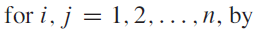 for i, j = 1, 2, . . . , n, by